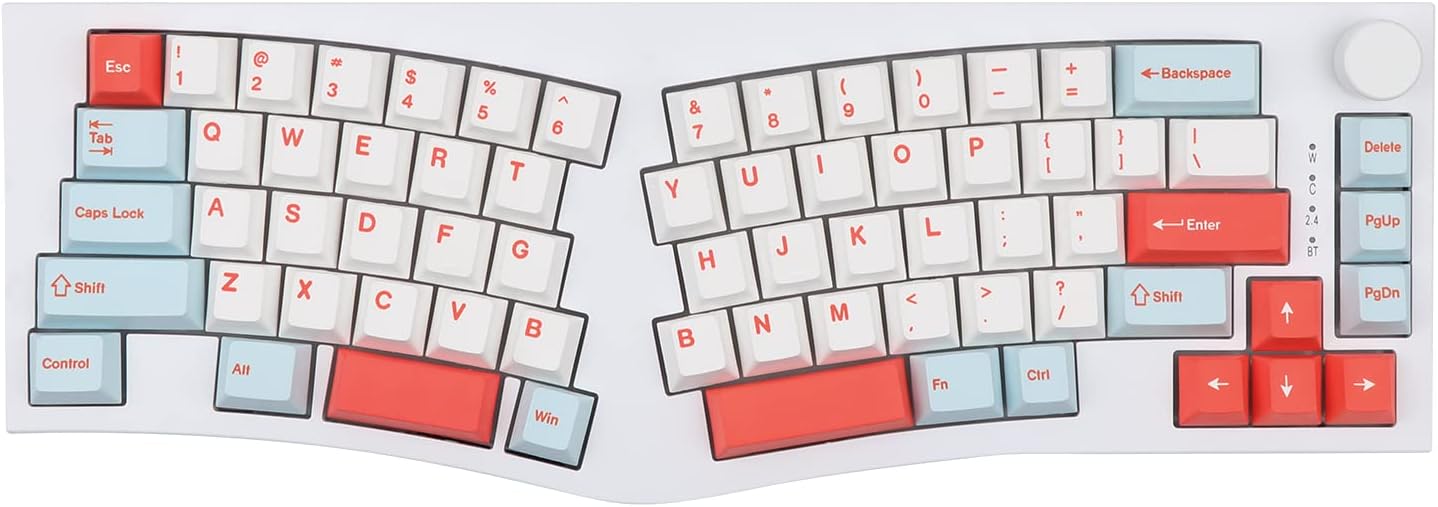 Esc ! 1 @ 2 # 3 $ 4 % 5 ^ 6 & 7 * 8 ( 9 ) 0 — - + = ←Backspace
Tab Q W E R T Y U I O P { [ } ] | \ Delete
Caps Lock A S D F G H J K L : ; " ' Enter PgUp
⇧ Shift Z X C V B B N M < , > . ? / ⇧ Shift PgDn
Control Alt Win Fn Ctrl ← ↑ ↓ →
W
C
2.4
BT